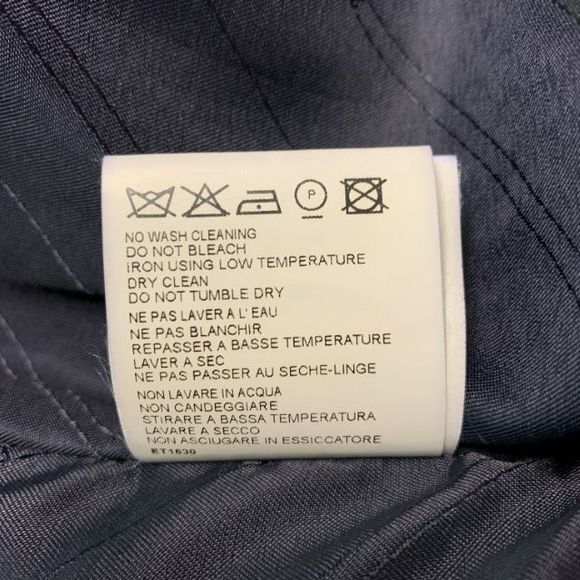 P
NO WASH CLEANING
DO NOT BLEACH
IRON USING LOW TEMPERATURE
DRY CLEAN
DO NOT TUMBLE DRY
NE PAS LAVER A L' EAU
NE PAS BLANCHIR
REPASSER A BASSE TEMPERATURE
LAVER A SEC
NE PAS PASSER AU SECHE-LINGE
NON LAVARE IN ACQUA
NON CANDEGGIARE
STIRARE A BASSA TEMPERATURA
LAVARE A SECCO
NON ASCIUGARE IN ESSICCATORE
ET1630